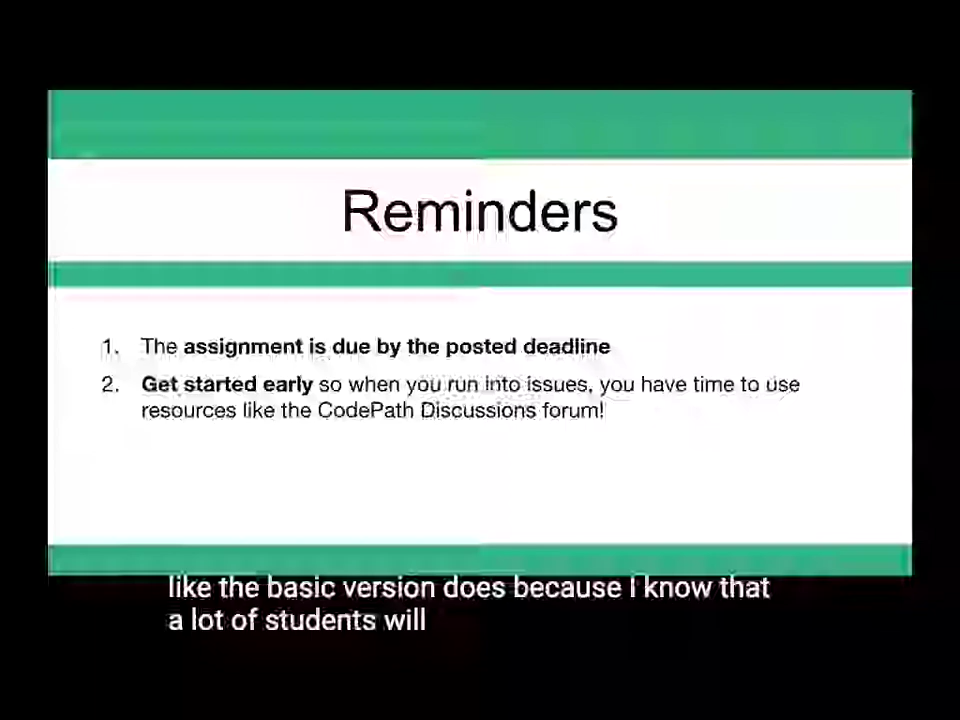 Reminders
1. The assignment is due by the posted deadline
2. Get started early so when you run into issues, you have time to use
resources like the CodePath Discussions forum!
like the basic version does because I know that
a lot of students will